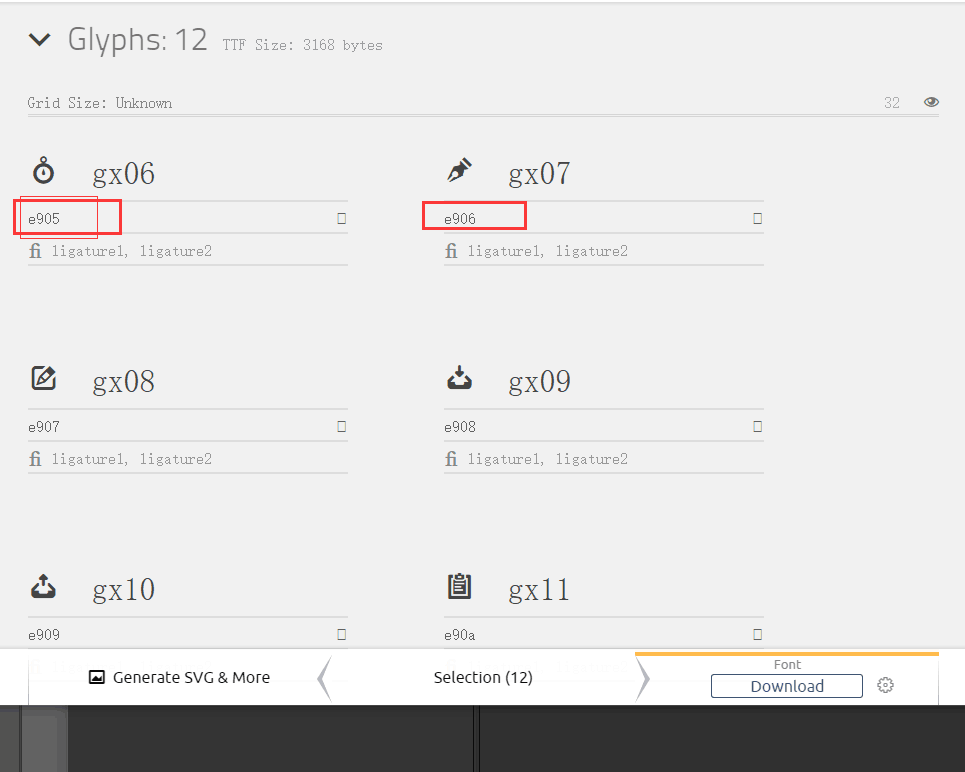 Glyphs: 12 TTF Size: 3168 bytes
Grid Size: Unknown 32
gx06 gx07
e905 e906
ligature1, ligature2 ligature1, ligature2
gx08 gx09
e907 e908
ligature1, ligature2 ligature1, ligature2
gx10 gx11
e909 e90a
Font
Generate SVG & More Selection (12) Download